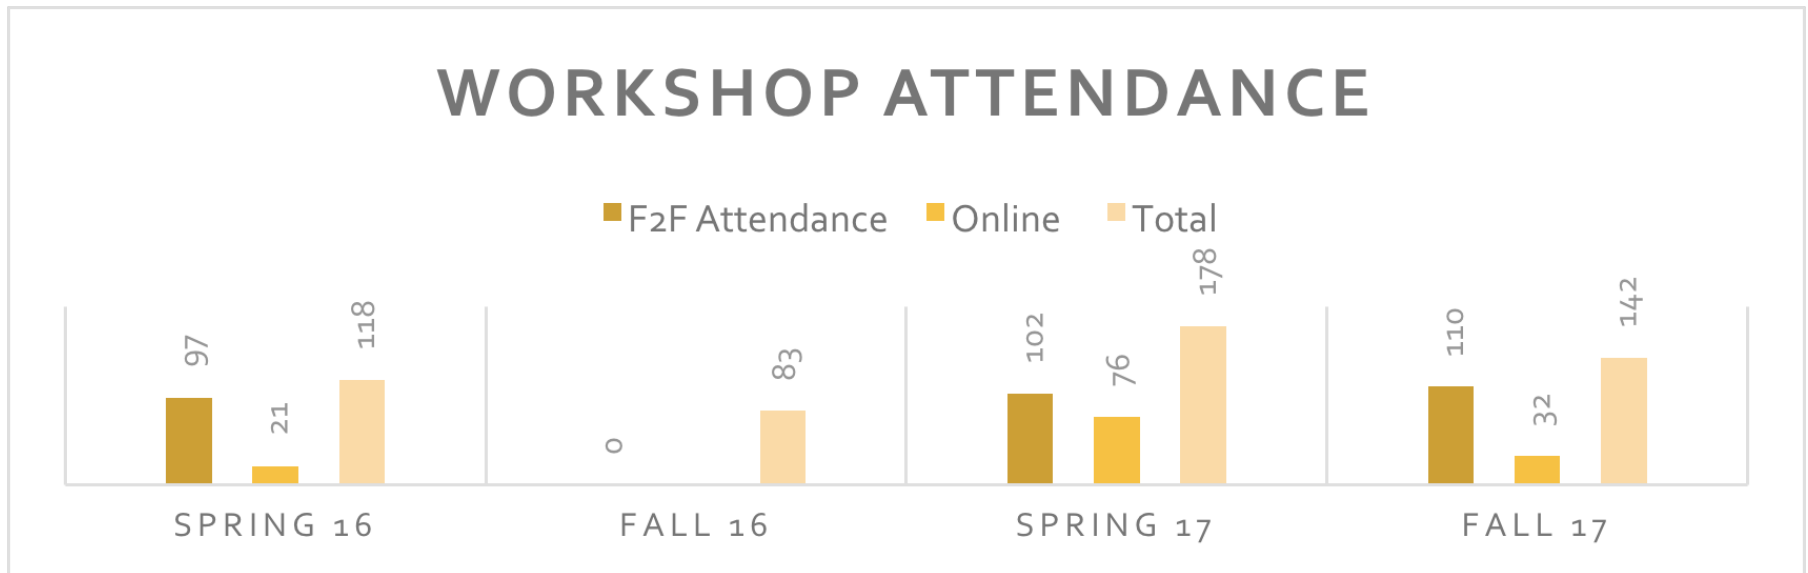 WORKSHOP ATTENDANCE
F2F Attendance Online Total
97 21 118 0 83 102 76 178 110 32 142
SPRING 16 FALL 16 SPRING 17 FALL 17